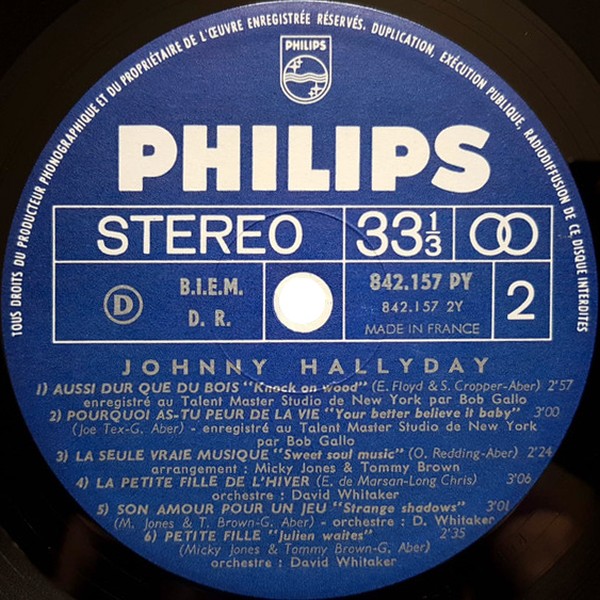 TOUS DROITS DU PRODUCTEUR PHONOGRAPHIQUE ET DU PROPRIÉTAIRE DE L'ŒUVRE ENREGISTRÉE RÉSERVÉS. DUPLICATION, EXÉCUTION PUBLIQUE, RADIODIFFUSION DE CE DISQUE INTERDITES
PHILIPS
PHILIPS
STEREO 33 1/3
D B.I.E.M. 842.157 PY 2
D. R. 842.157 2Y
MADE IN FRANCE
JOHNNY HALLYDAY
1) AUSSI DUR QUE DU BOIS "Knock on wood" (E. Floyd & S. Cropper-Aber) 2'57
enregistré au Talent Master Studio de New York par Bob Gallo
2) POURQUOI AS-TU PEUR DE LA VIE "Your better believe it baby" 3'00
(Joe Tex-G. Aber) - enregistré au Talent Master Studio de New York
par Bob Gallo
3) LA SEULE VRAIE MUSIQUE "Sweet soul music" (O. Redding-Aber) 2'24
arrangement : Micky Jones & Tommy Brown
4) LA PETITE FILLE DE L'HIVER (E. de Marsan-Long Chris) 3'06
orchestre : David Whitaker
5) SON AMOUR POUR UN JEU "Strange shadows" 3'01
(M. Jones & T. Brown-G. Aber) - orchestre : D. Whitaker
6) PETITE FILLE "Julien waites" 2'35
(Micky Jones & Tommy Brown-G. Aber)
orchestre : David Whitaker